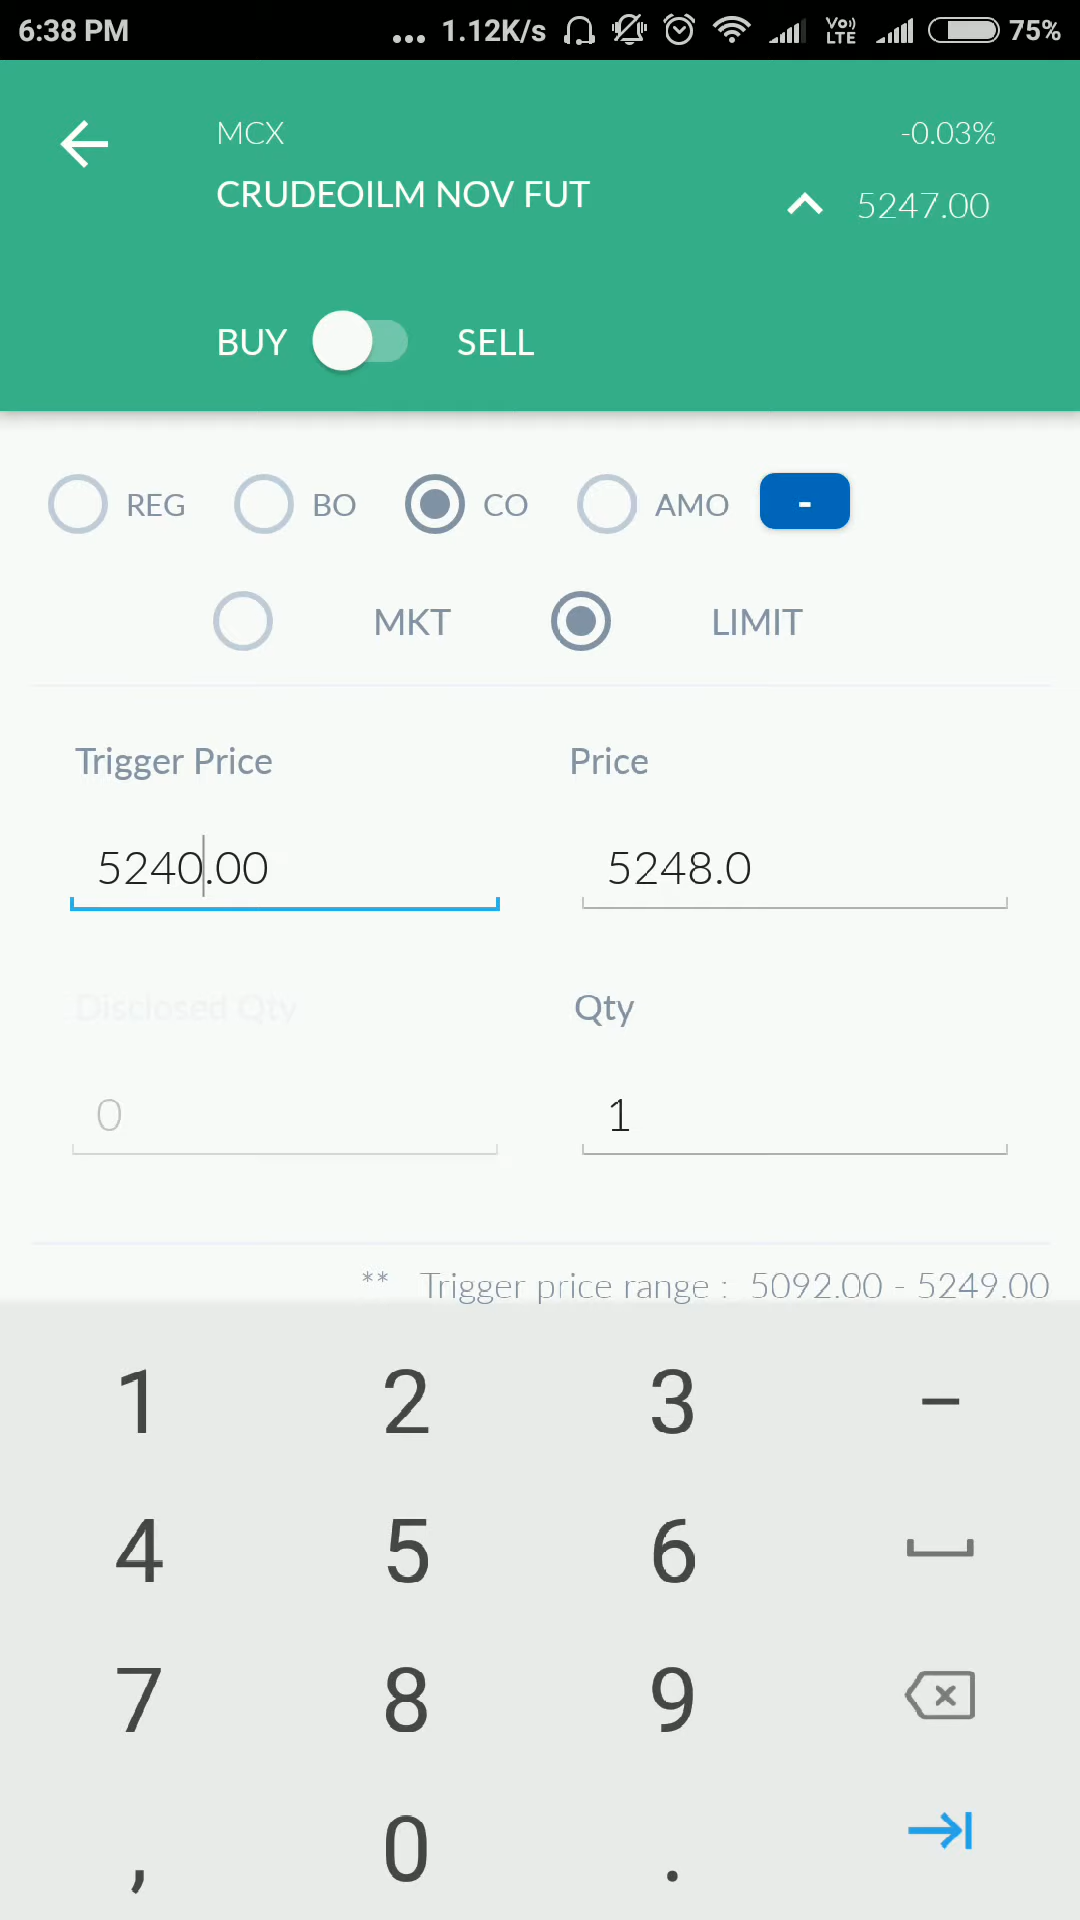 6:38 PM ... 1.12K/s Vo)) LTE 75%
MCX -0.03%
CRUDEOILM NOV FUT 5247.00
BUY SELL
REG BO CO AMO -
MKT LIMIT
Trigger Price Price
5240.00 5248.0
Disclosed Qty Qty
0 1
** Trigger price range : 5092.00 - 5249.00
1 2 3 –
4 5 6
7 8 9
, 0 .